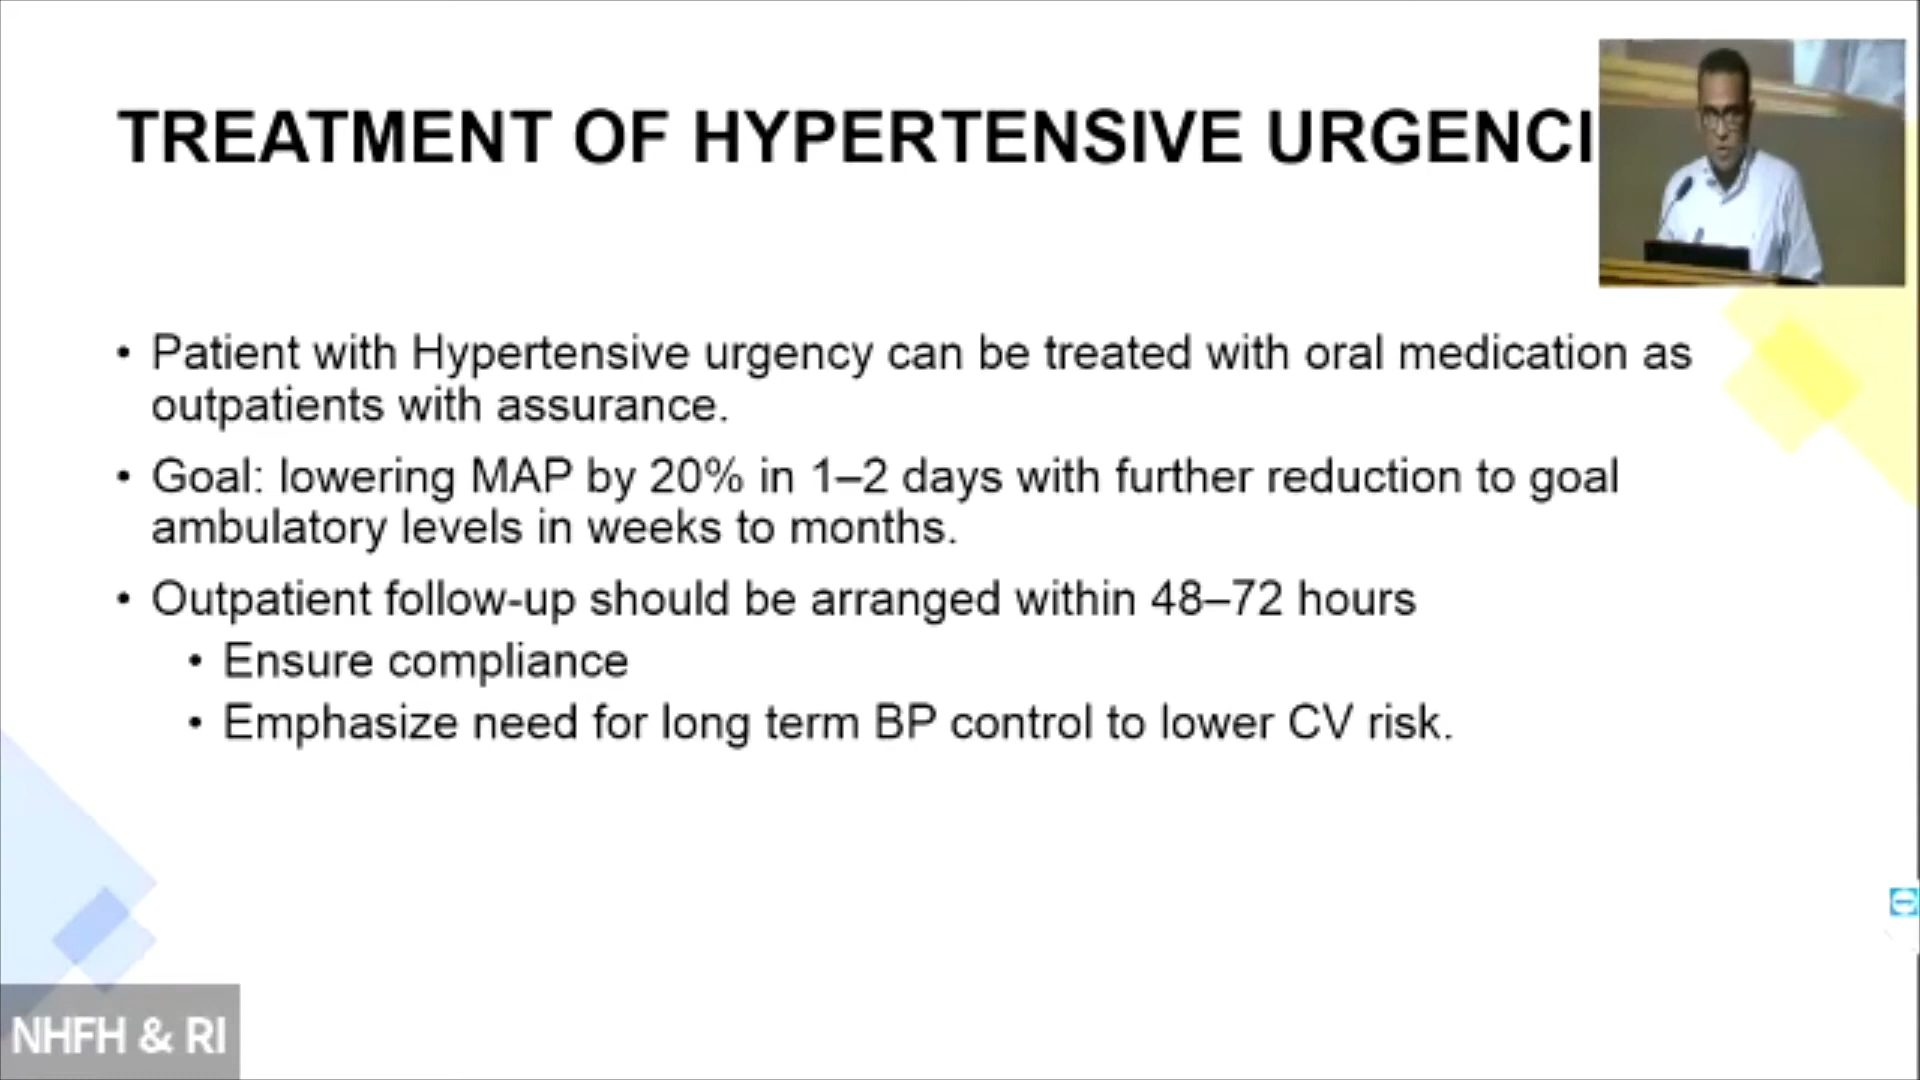 TREATMENT OF HYPERTENSIVE URGENCI
• Patient with Hypertensive urgency can be treated with oral medication as
outpatients with assurance.
• Goal: lowering MAP by 20% in 1–2 days with further reduction to goal
ambulatory levels in weeks to months.
• Outpatient follow-up should be arranged within 48–72 hours
• Ensure compliance
• Emphasize need for long term BP control to lower CV risk.
NHFH & RI